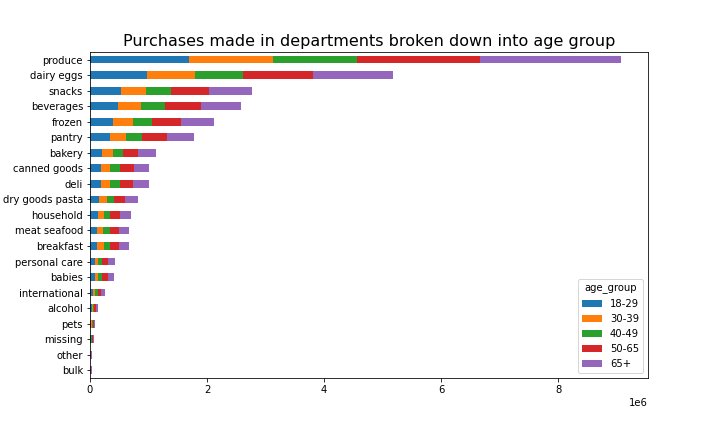 Purchases made in departments broken down into age group
produce
dairy eggs
snacks
beverages
frozen
pantry
bakery
canned goods
deli
dry goods pasta
household
meat seafood
breakfast
personal care
babies
international
alcohol
pets
missing
other
bulk
age_group
18-29
30-39
40-49
50-65
65+
0 2 4 6 8
1e6